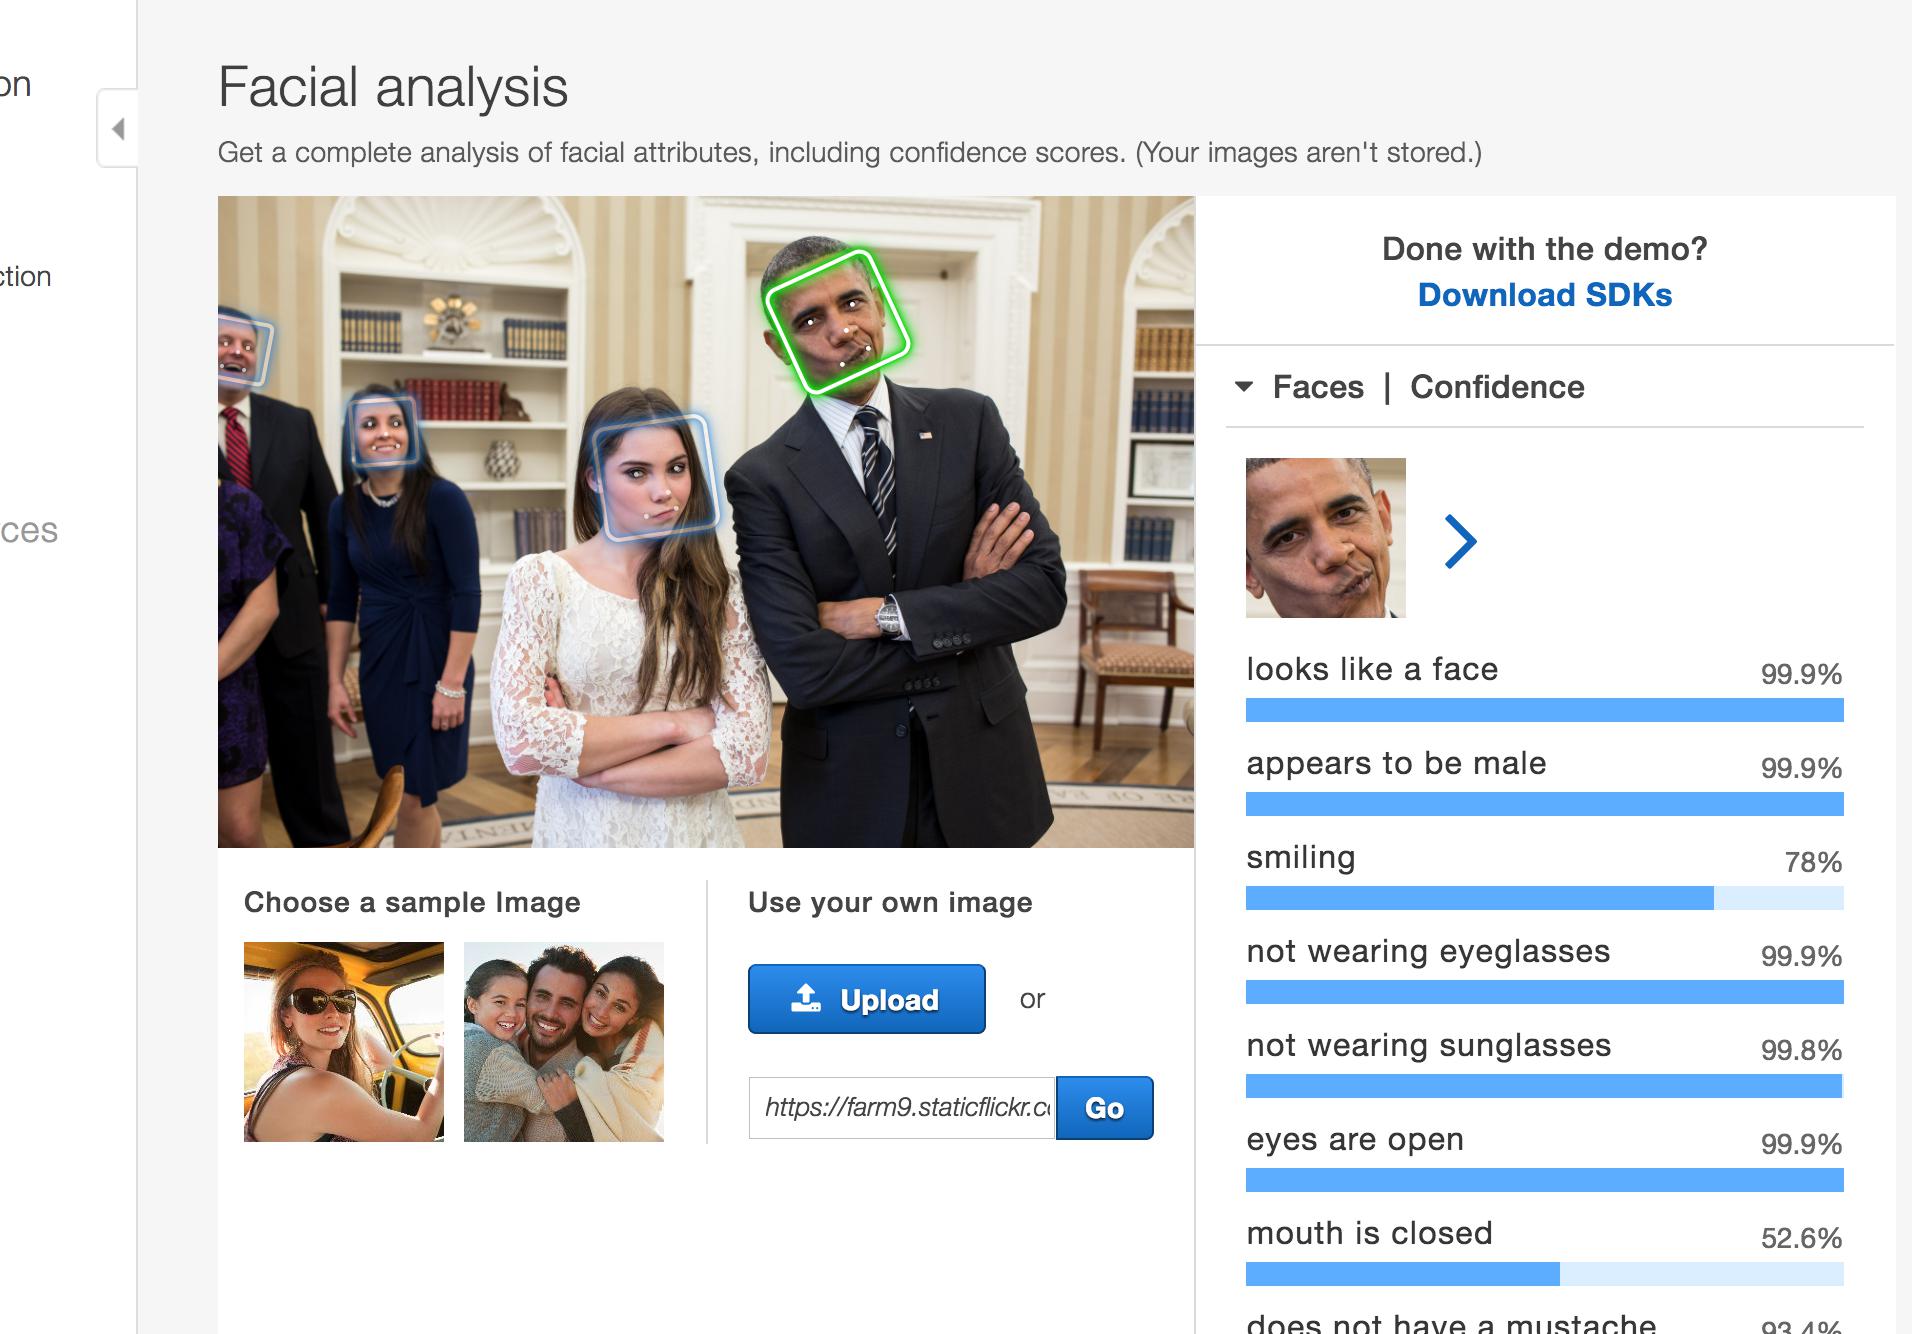 on
ction
ces
Facial analysis
Get a complete analysis of facial attributes, including confidence scores. (Your images aren't stored.)
Done with the demo?
Download SDKs
Faces | Confidence
looks like a face 99.9%
appears to be male 99.9%
smiling 78%
not wearing eyeglasses 99.9%
not wearing sunglasses 99.8%
eyes are open 99.9%
mouth is closed 52.6%
does not have a mustache 93.4%
Choose a sample Image
Use your own image
Upload or
https://farm9.staticflickr.c
Go